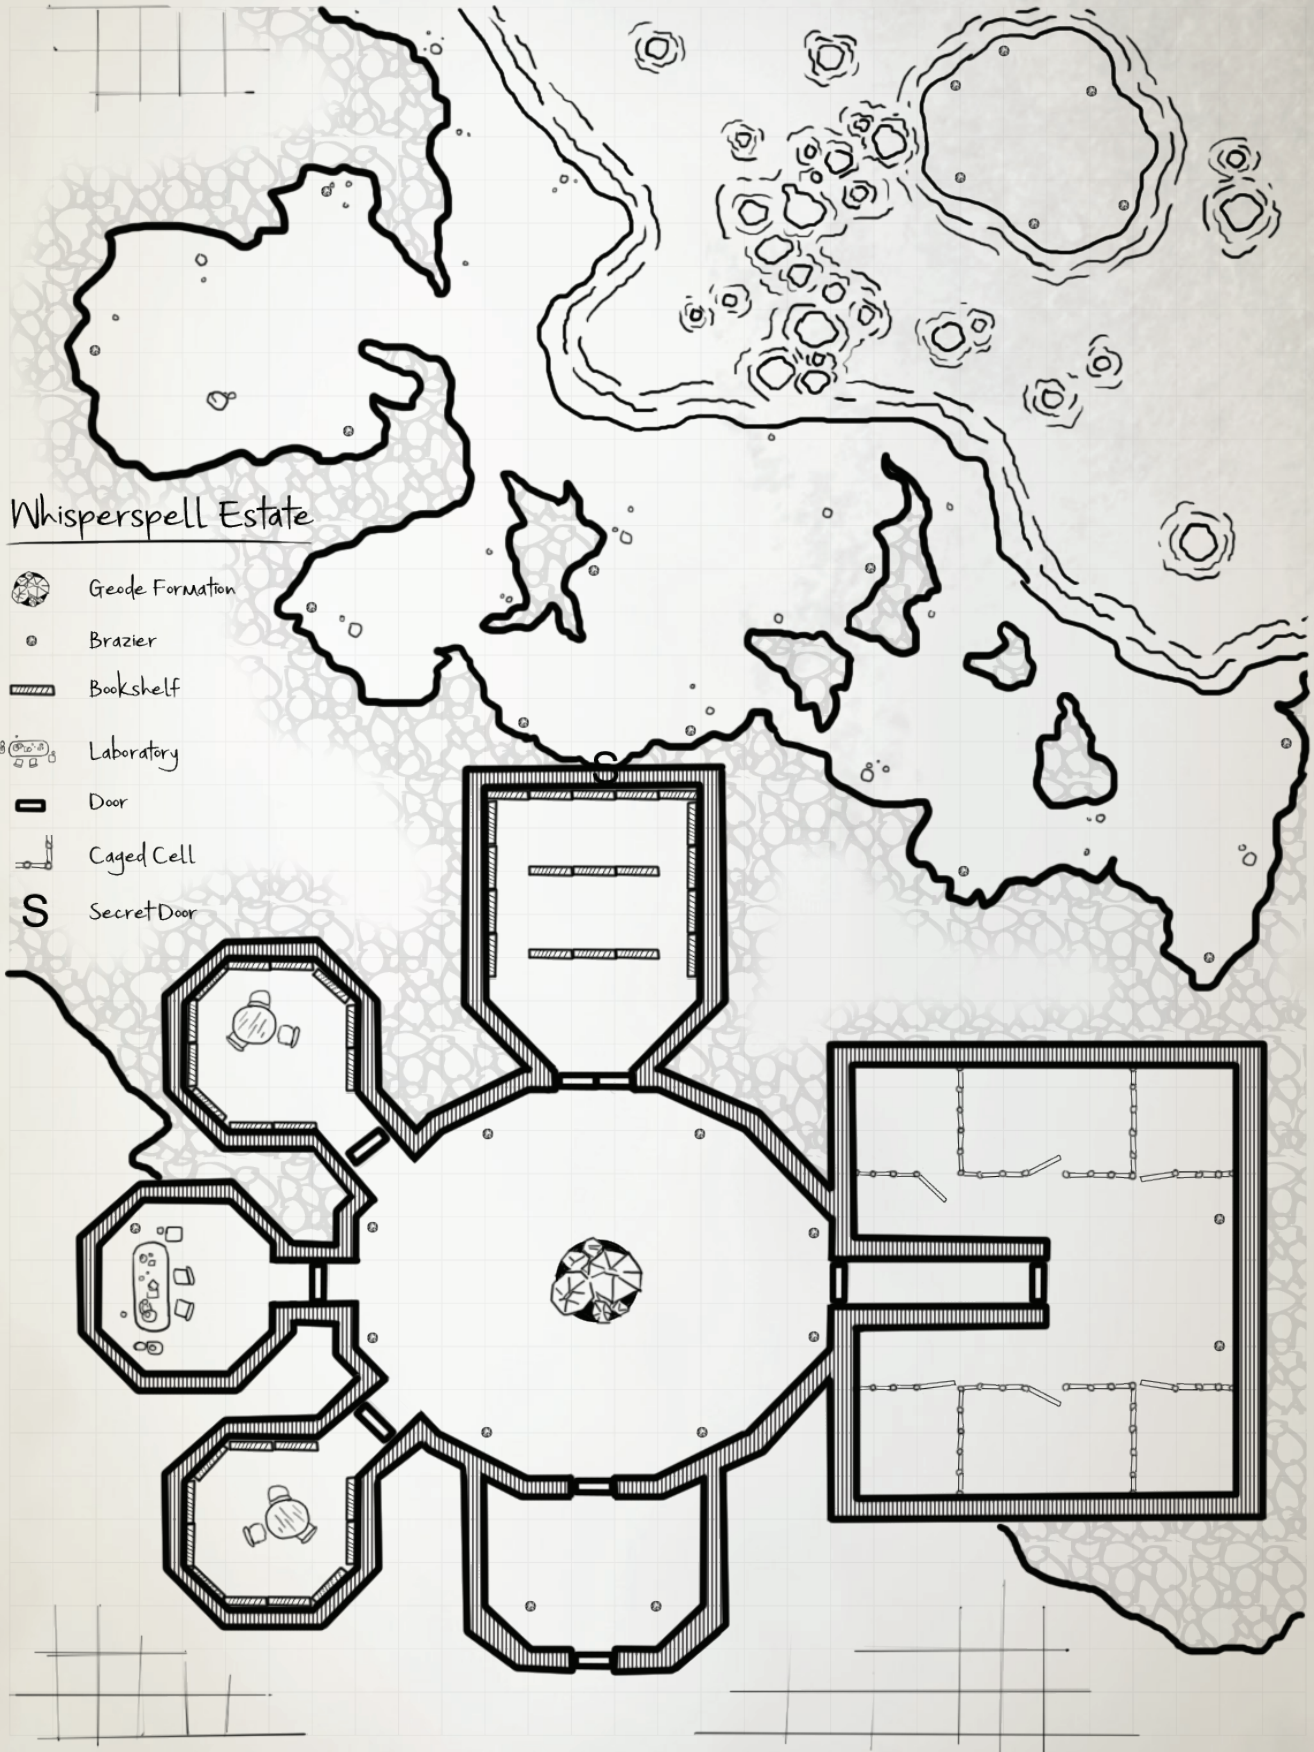 Whisperspell Estate
Geode Formation
Brazier
Bookshelf
Laboratory
Door
Caged Cell
S Secret Door
S